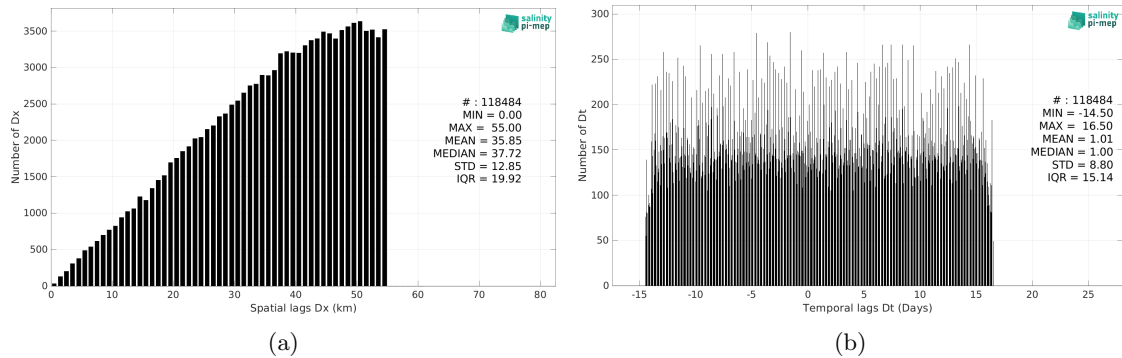 salinity
pi-mep
Number of Dx
3500
3000
2500
2000
1500
1000
500
0
# : 118484
MIN = 0.00
MAX = 55.00
MEAN = 35.85
MEDIAN = 37.72
STD = 12.85
IQR = 19.92
0 10 20 30 40 50 60 70 80
Spatial lags Dx (km)
(a)
salinity
pi-mep
Number of Dt
300
250
200
150
100
50
0
# : 118484
MIN = -14.50
MAX = 16.50
MEAN = 1.01
MEDIAN = 1.00
STD = 8.80
IQR = 15.14
-15 -10 -5 0 5 10 15 20 25
Temporal lags Dt (Days)
(b)